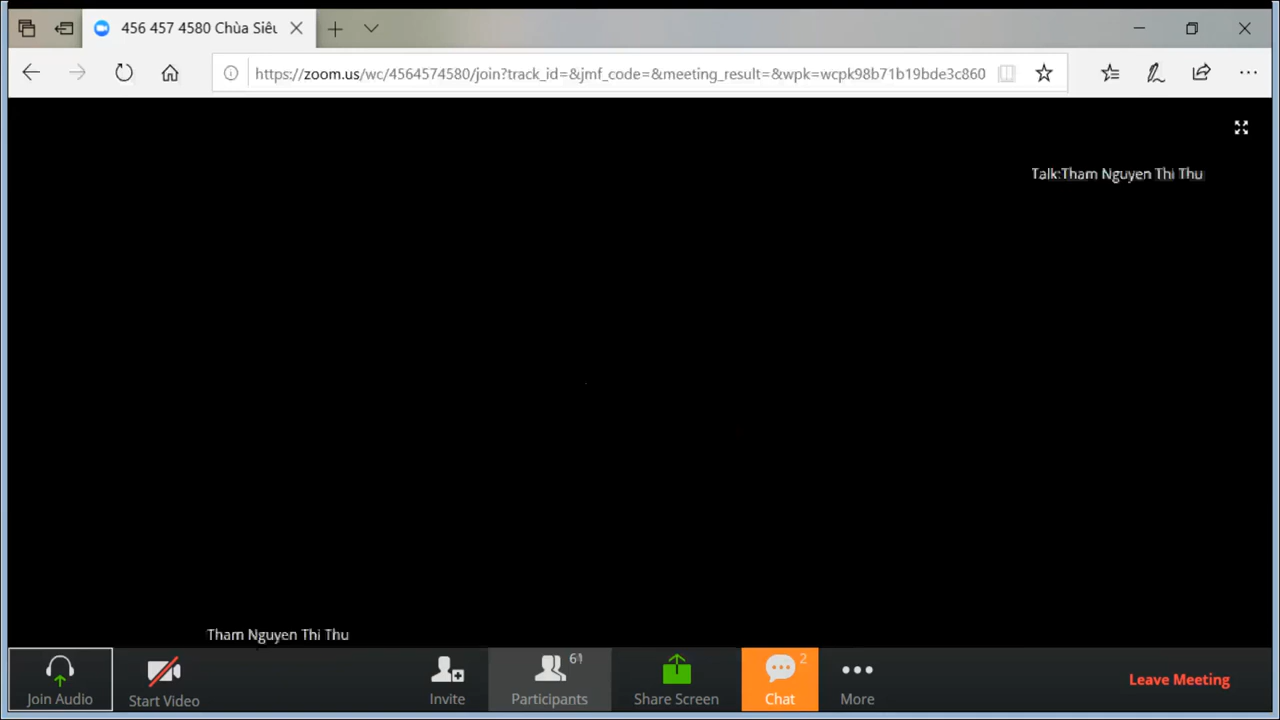 456 457 4580 Chùa Siêu
https://zoom.us/wc/4564574580/join?track_id=&jmf_code=&meeting_result=&wpk=wcpk98b71b19bde3c860
Talk:Tham Nguyen Thi Thu
Tham Nguyen Thi Thu
61
2
Join Audio
Start Video
Invite
Participants
Share Screen
Chat
More
Leave Meeting